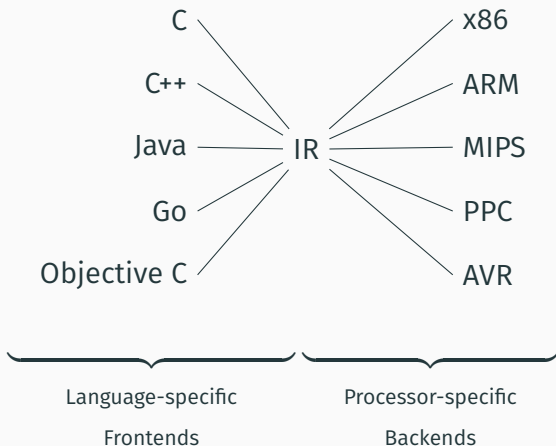 C
C++
Java
Go
Objective C
IR
x86
ARM
MIPS
PPC
AVR
Language-specific
Frontends
Processor-specific
Backends